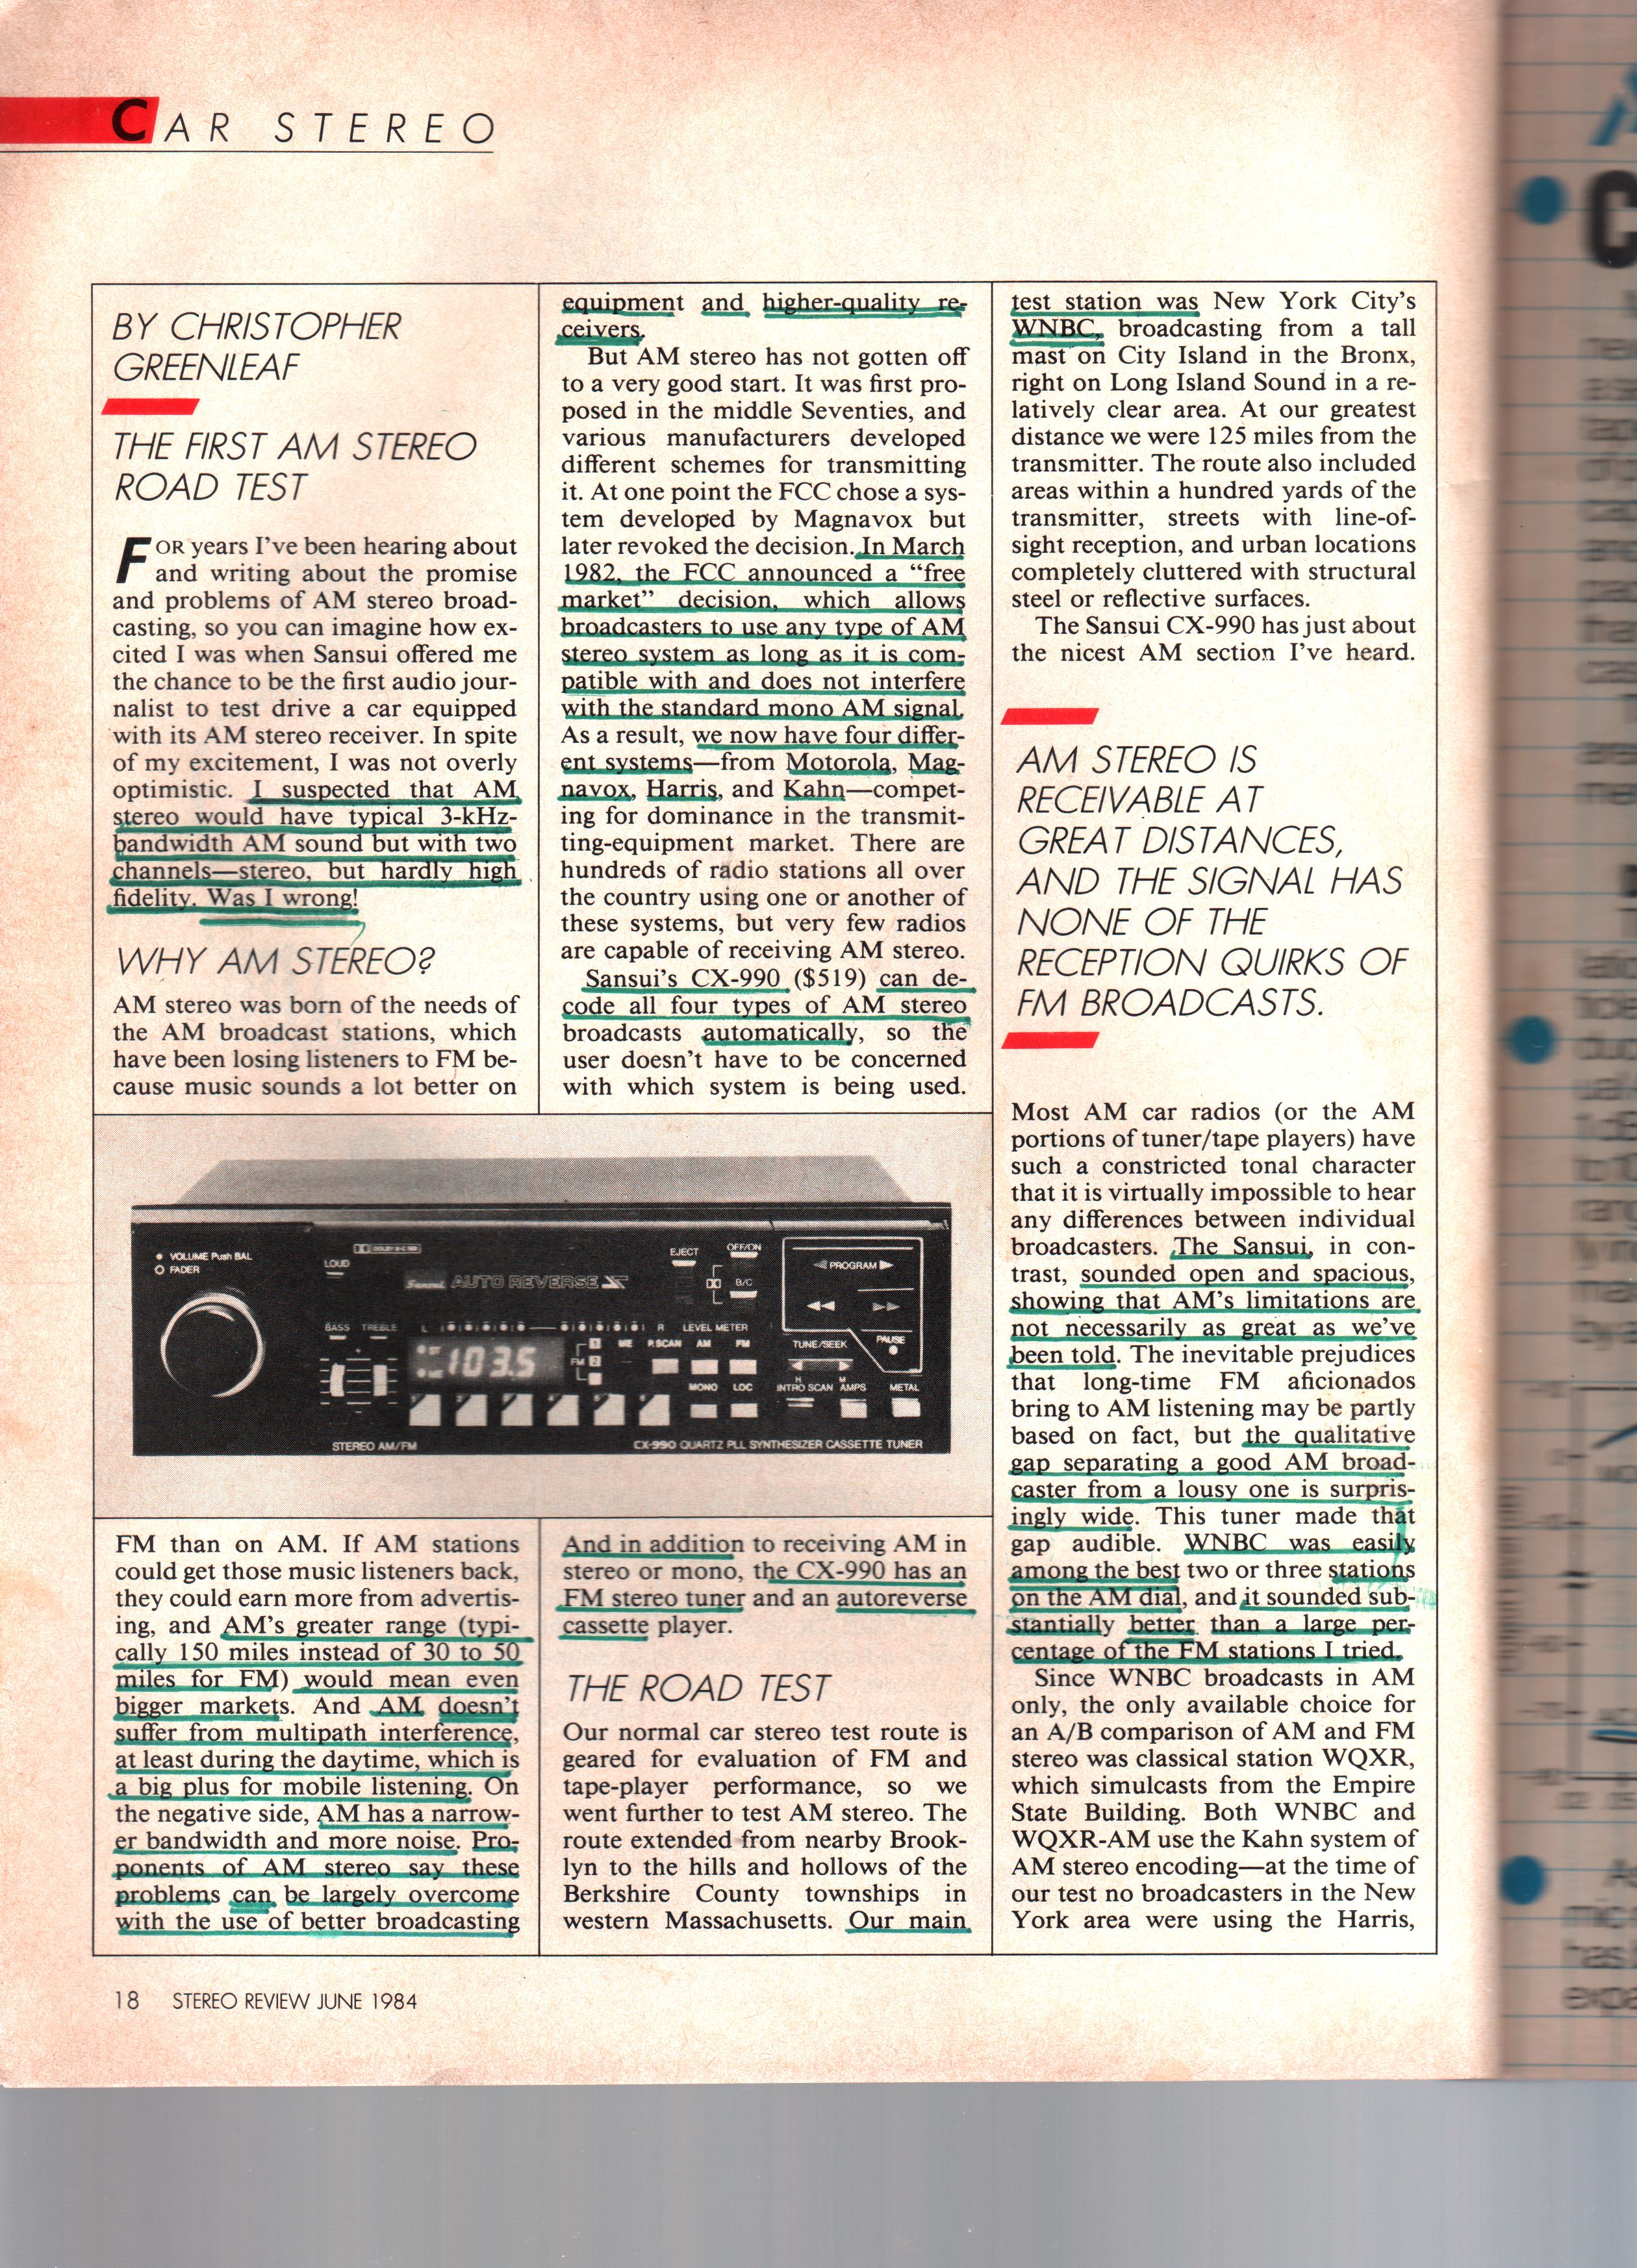 CAR STEREO
BY CHRISTOPHER
GREENLEAF
THE FIRST AM STEREO
ROAD TEST
FOR years I've been hearing about
and writing about the promise
and problems of AM stereo broad-
casting, so you can imagine how ex-
cited I was when Sansui offered me
the chance to be the first audio jour-
nalist to test drive a car equipped
with its AM stereo receiver. In spite
of my excitement, I was not overly
optimistic. I suspected that AM
stereo would have typical 3-kHz-
bandwidth AM sound but with two
channels—stereo, but hardly high
fidelity. Was I wrong!
WHY AM STEREO?
AM stereo was born of the needs of
the AM broadcast stations, which
have been losing listeners to FM be-
cause music sounds a lot better on
FM than on AM. If AM stations
could get those music listeners back,
they could earn more from advertis-
ing, and AM's greater range (typi-
cally 150 miles instead of 30 to 50
miles for FM) would mean even
bigger markets. And AM doesn't
suffer from multipath interference,
at least during the daytime, which is
a big plus for mobile listening. On
the negative side, AM has a narrow-
er bandwidth and more noise. Pro-
ponents of AM stereo say these
problems can be largely overcome
with the use of better broadcasting
equipment and higher-quality re-
ceivers.
But AM stereo has not gotten off
to a very good start. It was first pro-
posed in the middle Seventies, and
various manufacturers developed
different schemes for transmitting
it. At one point the FCC chose a sys-
tem developed by Magnavox but
later revoked the decision. In March
1982, the FCC announced a “free
market” decision, which allows
broadcasters to use any type of AM
stereo system as long as it is com-
patible with and does not interfere
with the standard mono AM signal.
As a result, we now have four differ-
ent systems—from Motorola, Mag-
navox, Harris, and Kahn—compet-
ing for dominance in the transmit-
ting-equipment market. There are
hundreds of radio stations all over
the country using one or another of
these systems, but very few radios
are capable of receiving AM stereo.
Sansui's CX-990 ($519) can de-
code all four types of AM stereo
broadcasts automatically, so the
user doesn't have to be concerned
with which system is being used.
And in addition to receiving AM in
stereo or mono, the CX-990 has an
FM stereo tuner and an autoreverse
cassette player.
THE ROAD TEST
Our normal car stereo test route is
geared for evaluation of FM and
tape-player performance, so we
went further to test AM stereo. The
route extended from nearby Brook-
lyn to the hills and hollows of the
Berkshire County townships in
western Massachusetts. Our main
test station was New York City's
WNBC, broadcasting from a tall
mast on City Island in the Bronx,
right on Long Island Sound in a re-
latively clear area. At our greatest
distance we were 125 miles from the
transmitter. The route also included
areas within a hundred yards of the
transmitter, streets with line-of-
sight reception, and urban locations
completely cluttered with structural
steel or reflective surfaces.
The Sansui CX-990 has just about
the nicest AM section I've heard.
AM STEREO IS
RECEIVABLE AT
GREAT DISTANCES,
AND THE SIGNAL HAS
NONE OF THE
RECEPTION QUIRKS OF
FM BROADCASTS.
Most AM car radios (or the AM
portions of tuner/tape players) have
such a constricted tonal character
that it is virtually impossible to hear
any differences between individual
broadcasters. The Sansui, in con-
trast, sounded open and spacious,
showing that AM's limitations are
not necessarily as great as we've
been told. The inevitable prejudices
that long-time FM aficionados
bring to AM listening may be partly
based on fact, but the qualitative
gap separating a good AM broad-
caster from a lousy one is surpris-
ingly wide. This tuner made that
gap audible. WNBC was easily
among the best two or three stations
on the AM dial, and it sounded sub-
stantially better than a large per-
centage of the FM stations I tried.
Since WNBC broadcasts in AM
only, the only available choice for
an A/B comparison of AM and FM
stereo was classical station WQXR,
which simulcasts from the Empire
State Building. Both WNBC and
WQXR-AM use the Kahn system of
AM stereo encoding—at the time of
our test no broadcasters in the New
York area were using the Harris,
VOLUME Push BAL
FADER
LOUD
DOLBY B-C NR
Sansui AUTO REVERSE
EJECT
OFF/ON
B/C
PROGRAM
BASS TREBLE
L R LEVEL METER
ST
103.5
FM 1 2
ME P.SCAN AM FM
TUNE/SEEK
PAUSE
MONO LOC
INTRO SCAN AMPS
METAL
STEREO AM/FM
CX-990 QUARTZ PLL SYNTHESIZER CASSETTE TUNER
18 STEREO REVIEW JUNE 1984